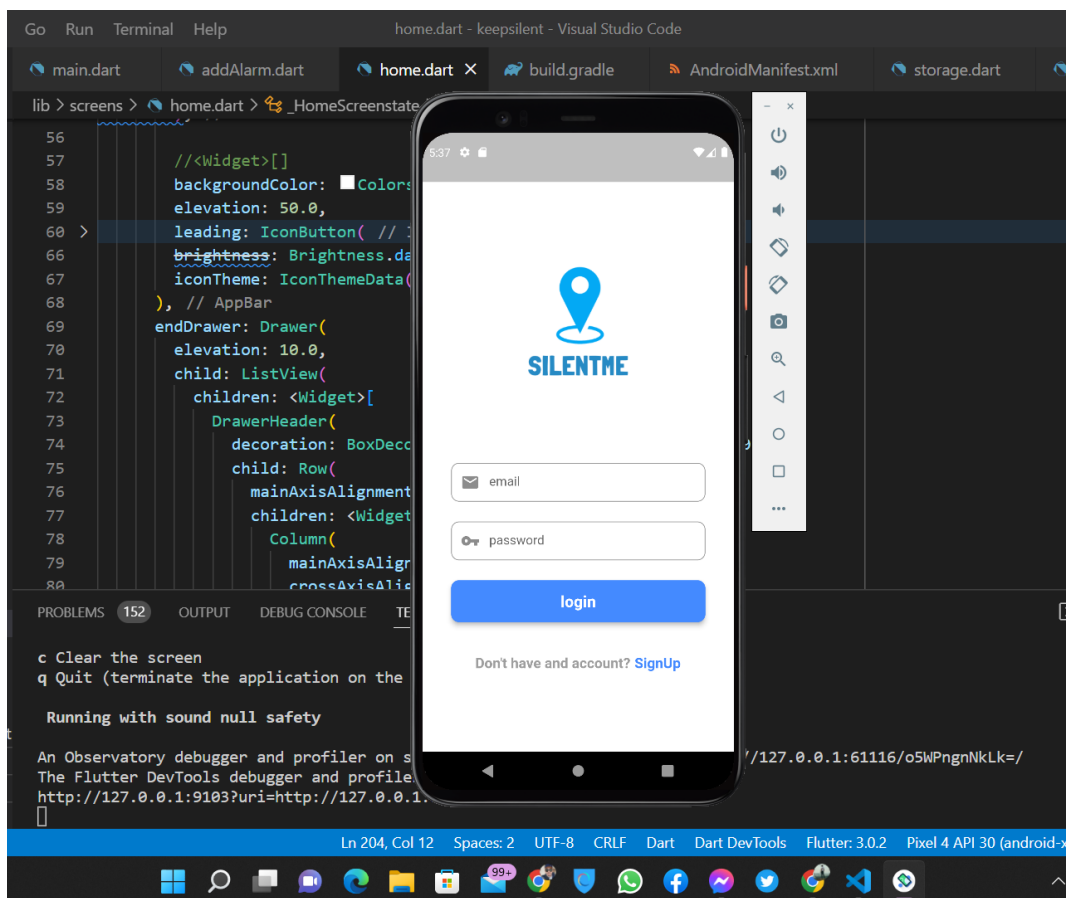 Go Run Terminal Help home.dart - keepsilent - Visual Studio Code
main.dart addAlarm.dart home.dart build.gradle AndroidManifest.xml storage.dart
lib > screens > home.dart > _HomeScreenstate
56
57 //<Widget>[]
58 backgroundColor: Colors
59 elevation: 50.0,
60 > leading: IconButton( //
66 brightness: Brightness.da
67 iconTheme: IconThemeData(
68 ), // AppBar
69 endDrawer: Drawer(
70 elevation: 10.0,
71 child: ListView(
72 children: <Widget>[
73 DrawerHeader(
74 decoration: BoxDeco
75 child: Row(
76 mainAxisAlignment
77 children: <Widget
78 Column(
79 mainAxisAlign
80 crossAxisAlig
5:37
SILENTME
email
password
login
Don't have and account? SignUp
PROBLEMS 152 OUTPUT DEBUG CONSOLE TE
c Clear the screen
q Quit (terminate the application on the
Running with sound null safety
An Observatory debugger and profiler on s /127.0.0.1:61116/o5WPngnNkLk=/
The Flutter DevTools debugger and profile
http://127.0.0.1:9103?uri=http://127.0.0.1:
Ln 204, Col 12 Spaces: 2 UTF-8 CRLF Dart Dart DevTools Flutter: 3.0.2 Pixel 4 API 30 (android-x
99+